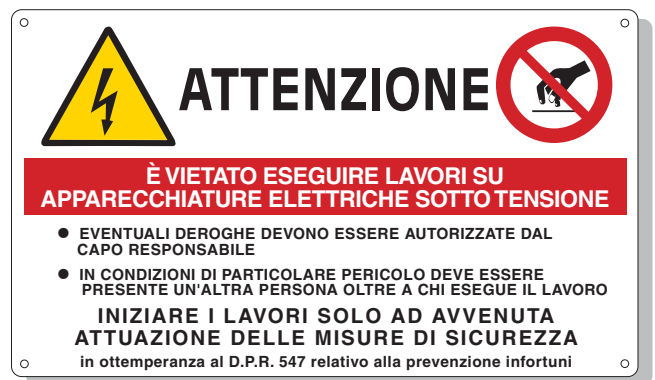 ATTENZIONE
È VIETATO ESEGUIRE LAVORI SU
APPARECCHIATURE ELETTRICHE SOTTO TENSIONE
● EVENTUALI DEROGHE DEVONO ESSERE AUTORIZZATE DAL
CAPO RESPONSABILE
● IN CONDIZIONI DI PARTICOLARE PERICOLO DEVE ESSERE
PRESENTE UN'ALTRA PERSONA OLTRE A CHI ESEGUE IL LAVORO
INIZIARE I LAVORI SOLO AD AVVENUTA
ATTUAZIONE DELLE MISURE DI SICUREZZA
in ottemperanza al D.P.R. 547 relativo alla prevenzione infortuni